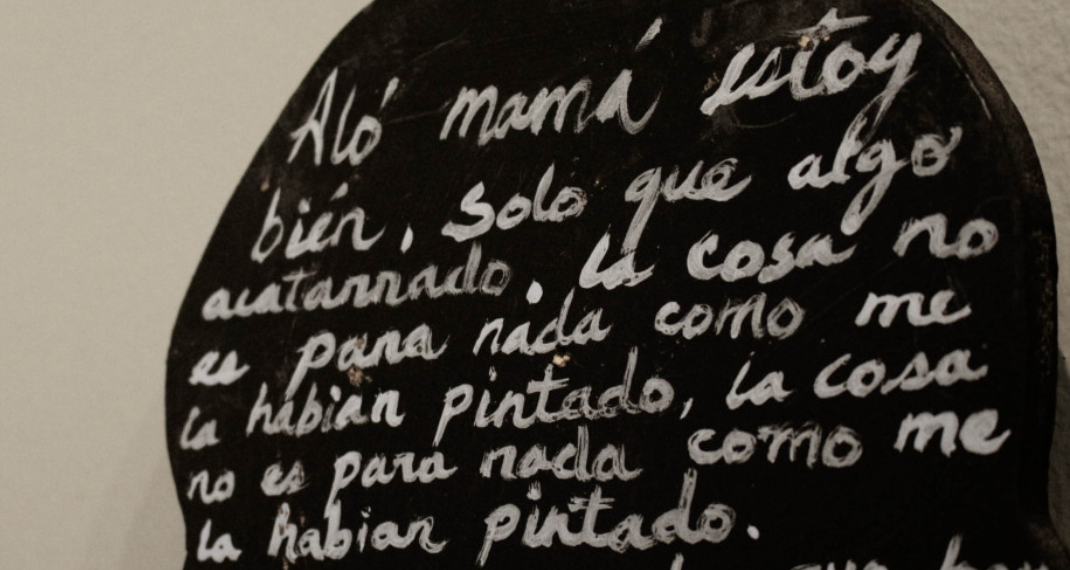 Aló mamá estoy
bién, solo que algo
acatarrado. La cosa no
es para nada como me
la habian pintado, la cosa
no es para nada como me
la habian pintado.